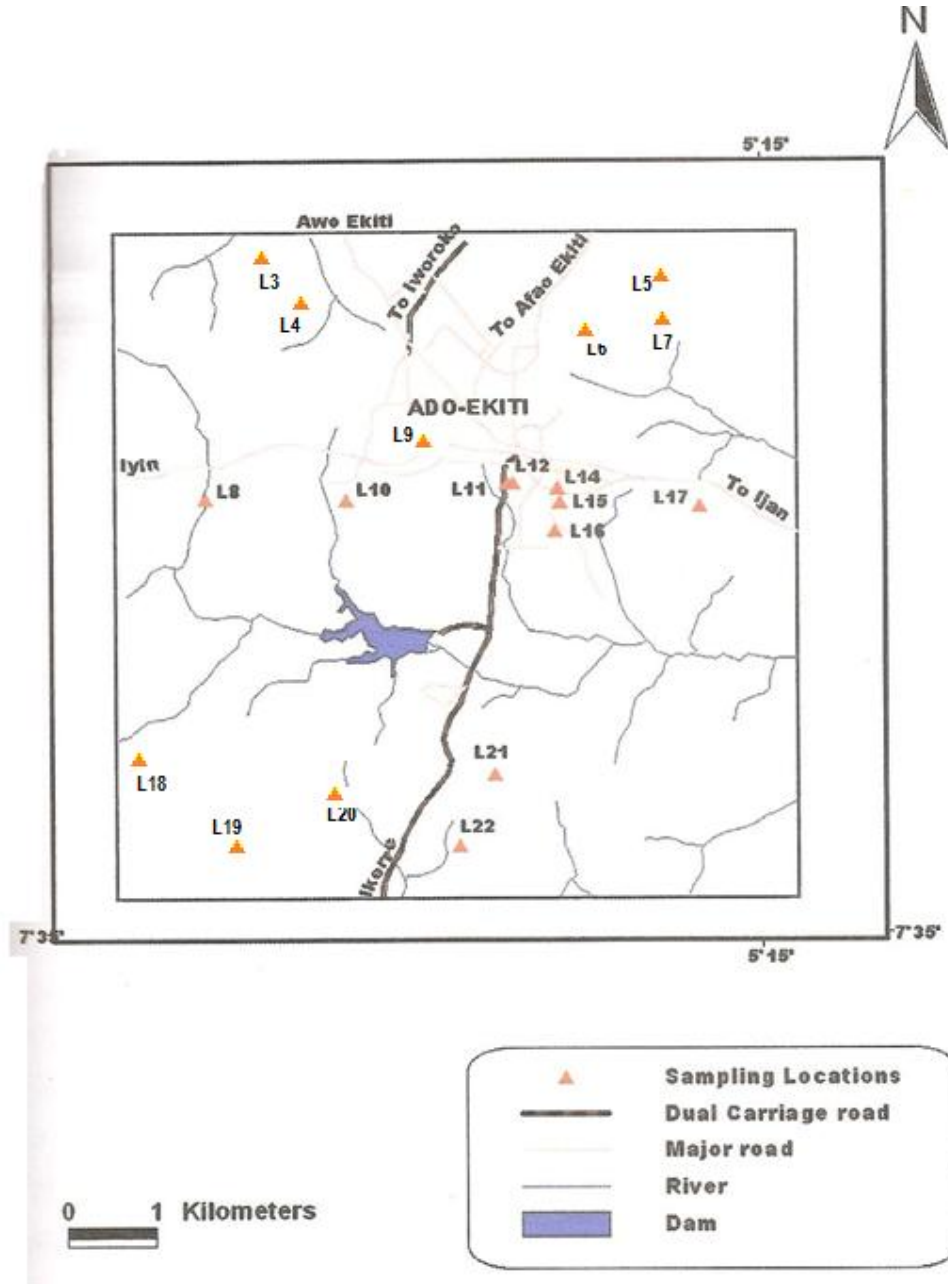 N
5°15°
Awo Ekiti
To Iworoko
To Afao Ekiti
L3
L4
L5
L6
L7
ADO-EKITI
L9
Iyin
L8
L10
L11
L12
L14
L15
L16
L17
To Ijan
L18
L19
L20
L21
L22
Ikerye
7°35'
7°35'
5°15'
Sampling Locations
Dual Carriage road
Major road
River
Dam
0 1 Kilometers